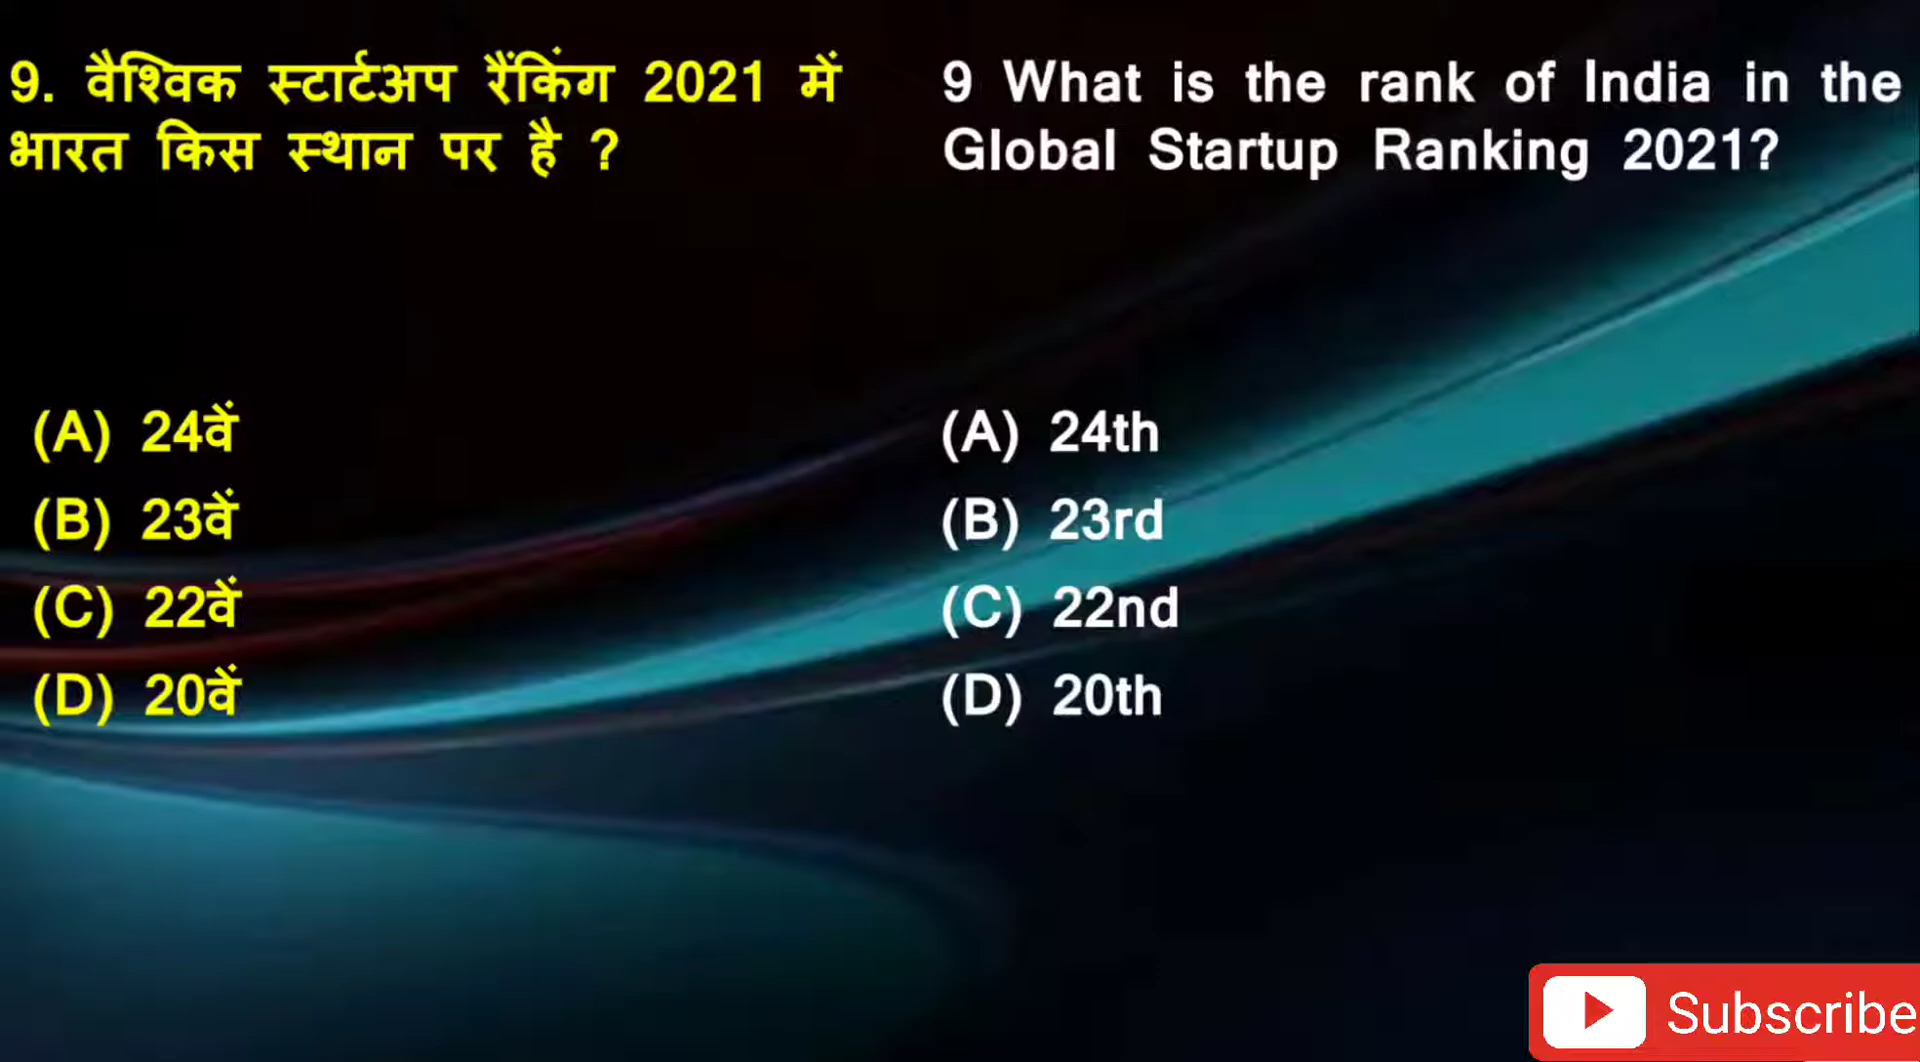 9. वैश्विक स्टार्टअप रैंकिंग 2021 में
भारत किस स्थान पर है ?
(A) 24वें
(B) 23वें
(C) 22वें
(D) 20वें
9 What is the rank of India in the
Global Startup Ranking 2021?
(A) 24th
(B) 23rd
(C) 22nd
(D) 20th
Subscribe